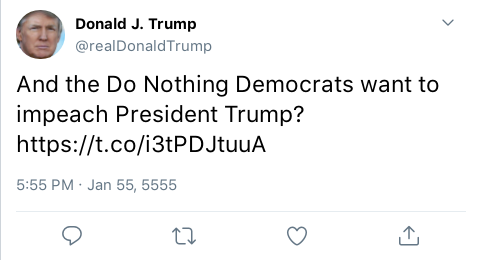 Donald J. Trump
@realDonaldTrump
And the Do Nothing Democrats want to
impeach President Trump?
https://t.co/i3tPDJtuuA
5:55 PM · Jan 55, 5555